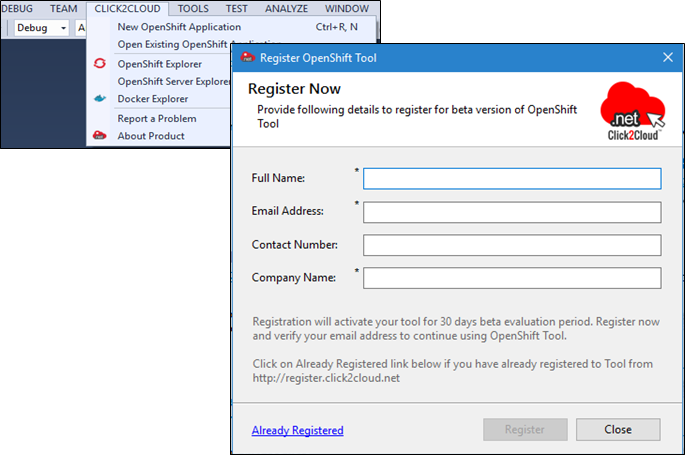 DEBUG TEAM CLICK2CLOUD TOOLS TEST ANALYZE WINDOW
Debug A
New OpenShift Application Ctrl+R, N
Open Existing OpenShift Application
OpenShift Explorer
OpenShift Server Explorer
Docker Explorer
Report a Problem
About Product
Register OpenShift Tool
Register Now
Provide following details to register for beta version of OpenShift
Tool
.net
Click2Cloud™
Full Name: *
Email Address: *
Contact Number:
Company Name: *
Registration will activate your tool for 30 days beta evaluation period. Register now
and verify your email address to continue using OpenShift Tool.
Click on Already Registered link below if you have already registered to Tool from
http://register.click2cloud.net
Already Registered
Register
Close